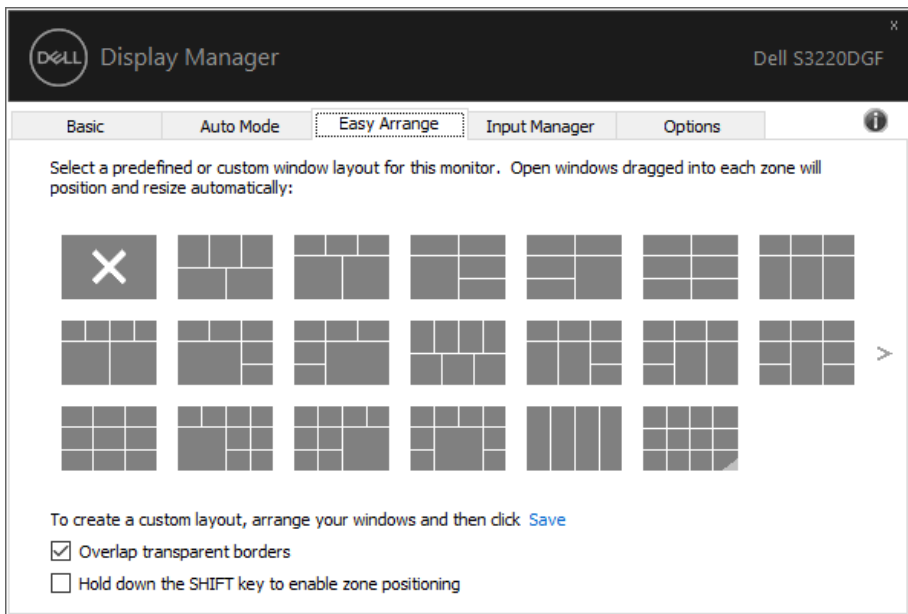 x
DELL Display Manager
Dell S3220DGF
Basic Auto Mode Easy Arrange Input Manager Options
Select a predefined or custom window layout for this monitor. Open windows dragged into each zone will
position and resize automatically:
>
To create a custom layout, arrange your windows and then click Save
Overlap transparent borders
Hold down the SHIFT key to enable zone positioning